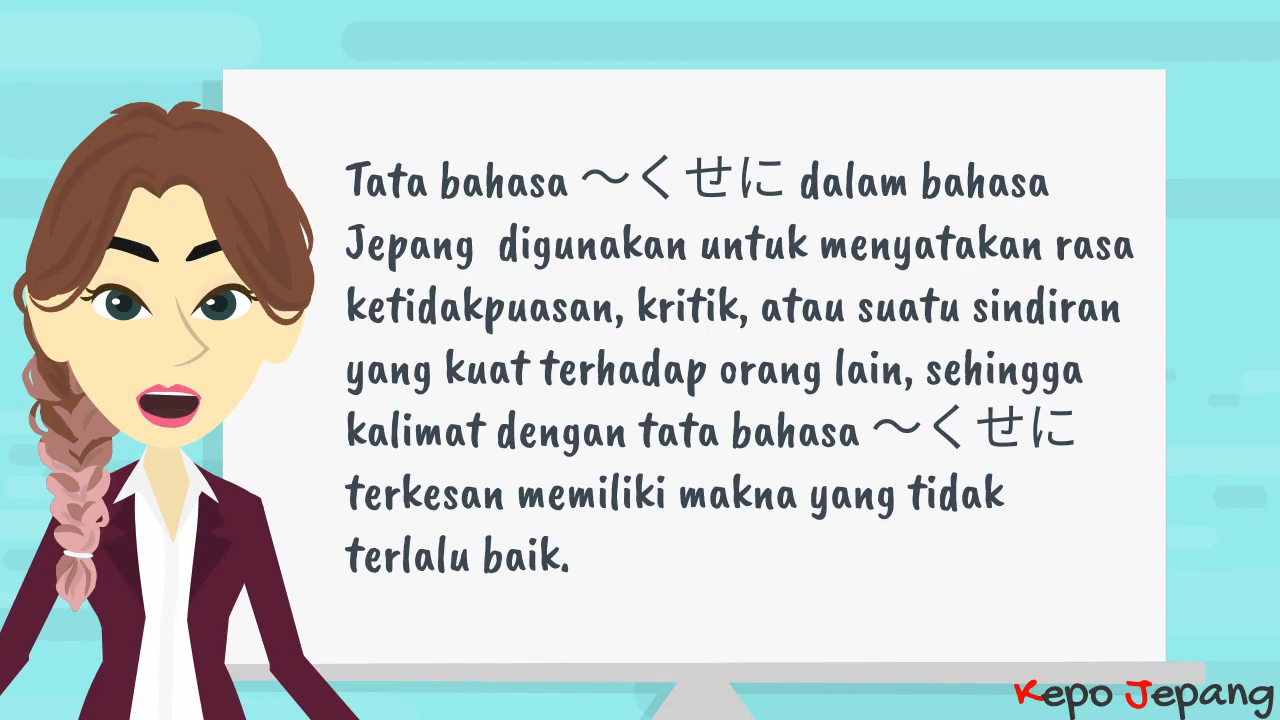 Tata bahasa ～くせに dalam bahasa
Jepang digunakan untuk menyatakan rasa
ketidakpuasan, kritik, atau suatu sindiran
yang kuat terhadap orang lain, sehingga
kalimat dengan tata bahasa ～くせに
terkesan memiliki makna yang tidak
terlalu baik.
Kepo Jepang